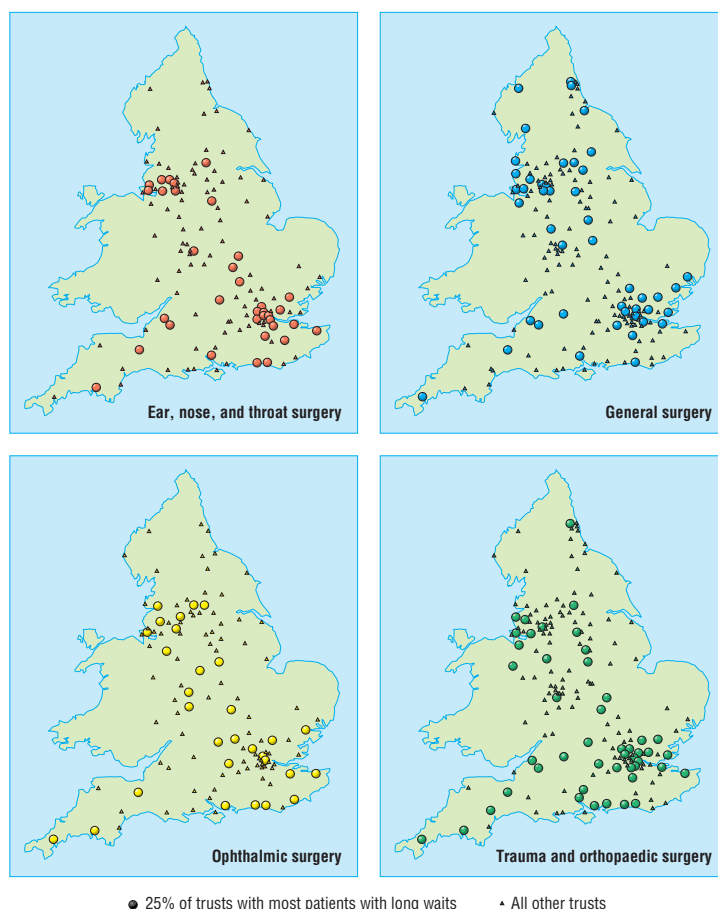 Ear, nose, and throat surgery
General surgery
Ophthalmic surgery
Trauma and orthopaedic surgery
25% of trusts with most patients with long waits
All other trusts